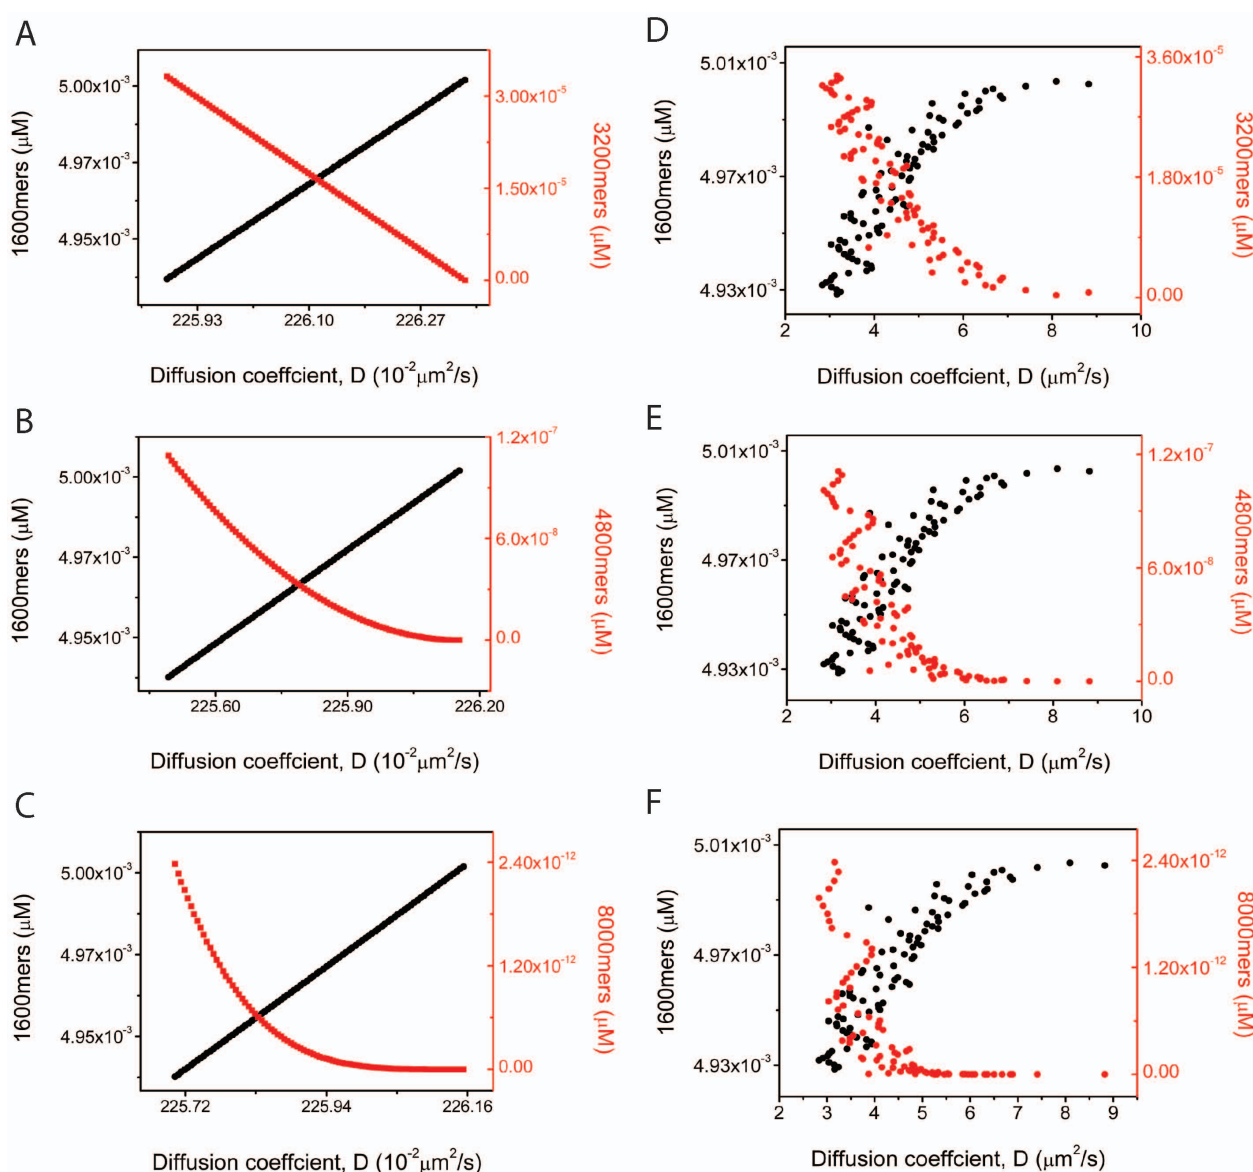 A
5.00x10⁻³
4.97x10⁻³
4.95x10⁻³
1600mers (μM)
3.00x10⁻⁵
1.50x10⁻⁵
0.00
3200mers (μM)
225.93 226.10 226.27
Diffusion coeffcient, D (10⁻²μm²/s)
D
5.01x10⁻³
4.97x10⁻³
4.93x10⁻³
1600mers (μM)
3.60x10⁻⁵
1.80x10⁻⁵
0.00
3200mers (μM)
2 4 6 8 10
Diffusion coeffcient, D (μm²/s)
B
5.00x10⁻³
4.97x10⁻³
4.95x10⁻³
1600mers (μM)
1.2x10⁻⁷
6.0x10⁻⁸
0.0
4800mers (μM)
225.60 225.90 226.20
Diffusion coeffcient, D (10⁻²μm²/s)
E
5.01x10⁻³
4.97x10⁻³
4.93x10⁻³
1600mers (μM)
1.2x10⁻⁷
6.0x10⁻⁸
0.0
4800mers (μM)
2 4 6 8 10
Diffusion coeffcient, D (μm²/s)
C
5.00x10⁻³
4.97x10⁻³
4.95x10⁻³
1600mers (μM)
2.40x10⁻¹²
1.20x10⁻¹²
0.00
8000mers (μM)
225.72 225.94 226.16
Diffusion coeffcient, D (10⁻²μm²/s)
F
5.01x10⁻³
4.97x10⁻³
4.93x10⁻³
1600mers (μM)
2.40x10⁻¹²
1.20x10⁻¹²
0.00
8000mers (μM)
2 3 4 5 6 7 8 9
Diffusion coeffcient, D (μm²/s)